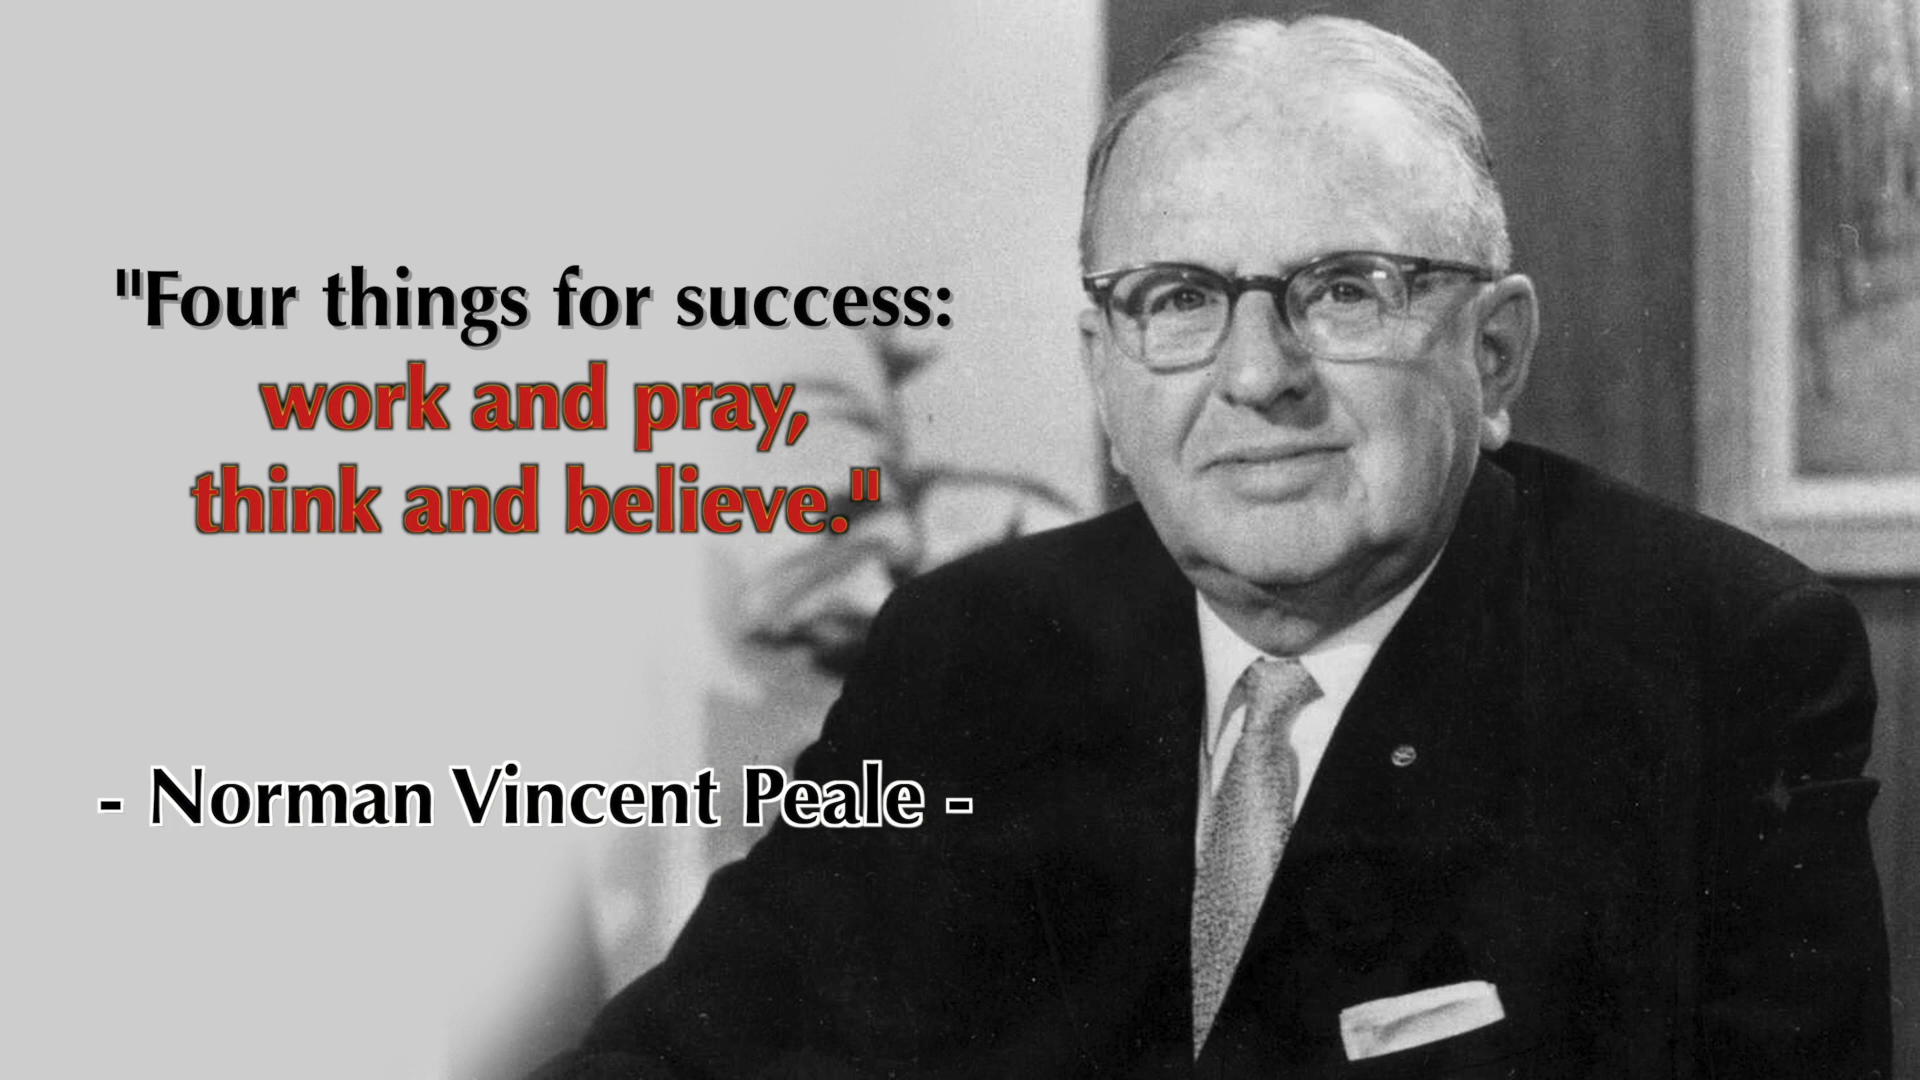 "Four things for success:
work and pray,
think and believe."
- Norman Vincent Peale -